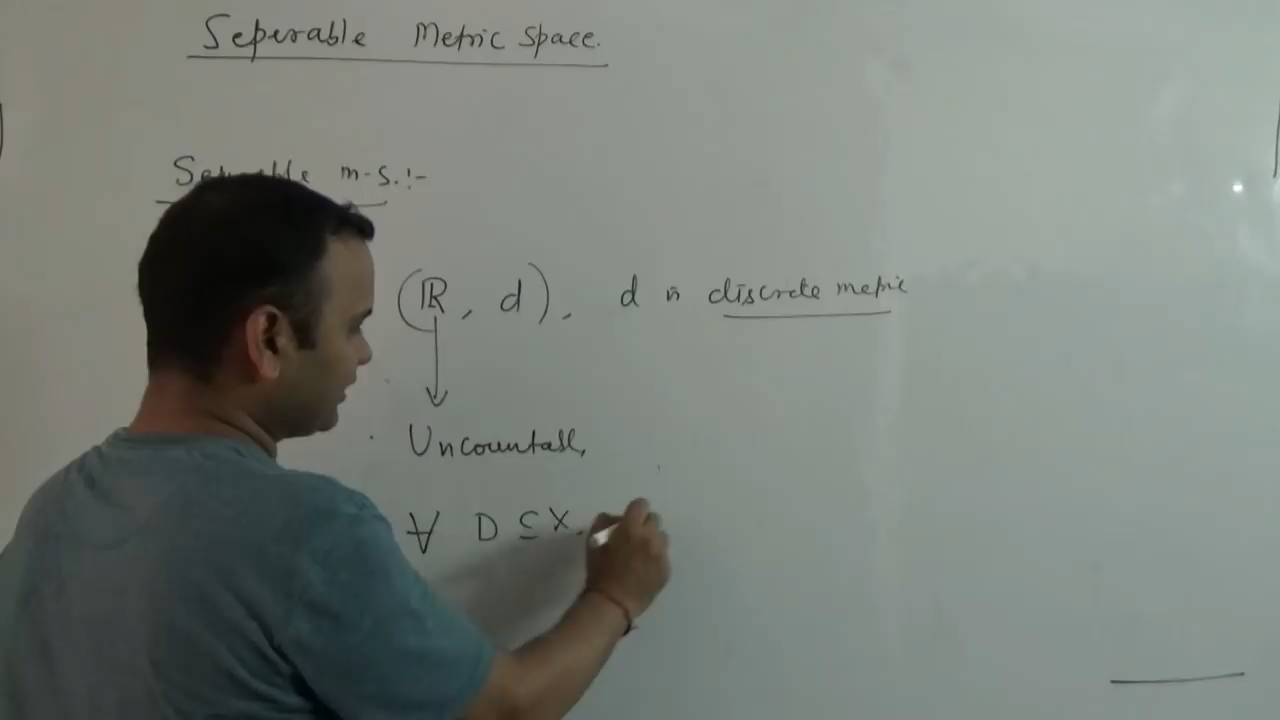 Seperable Metric Space.
m-s.:-
(ℝ, d), d is discrete metric
Uncountable,
∀ D ⊆ X,